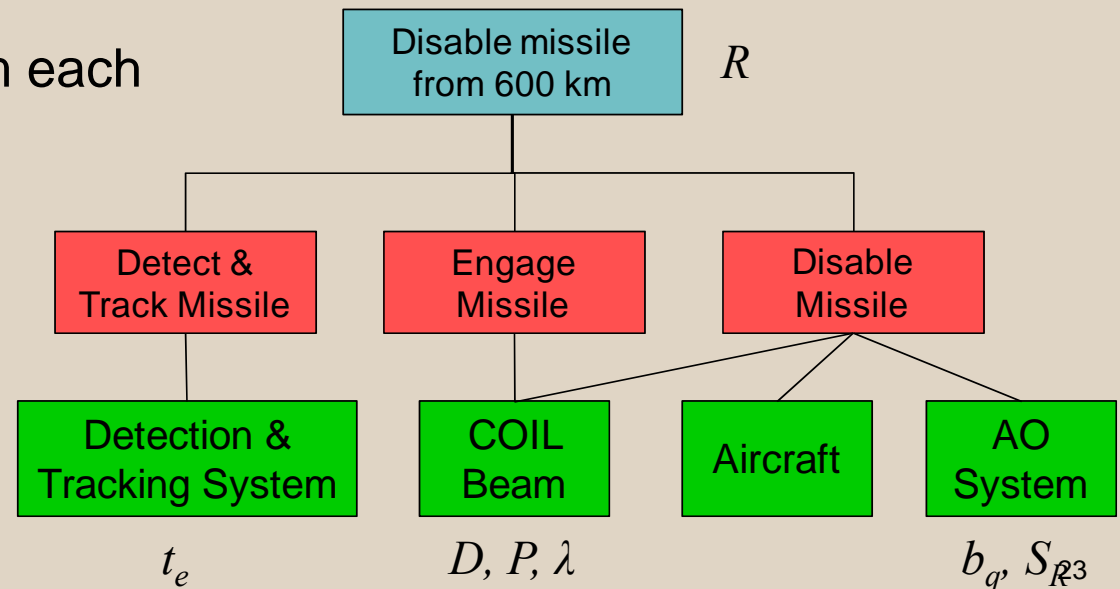 n each
Disable missile
from 600 km
R
Detect &
Track Missile
Engage
Missile
Disable
Missile
Detection &
Tracking System
COIL
Beam
Aircraft
AO
System
t_e
D, P, λ
b_q, S_R
23